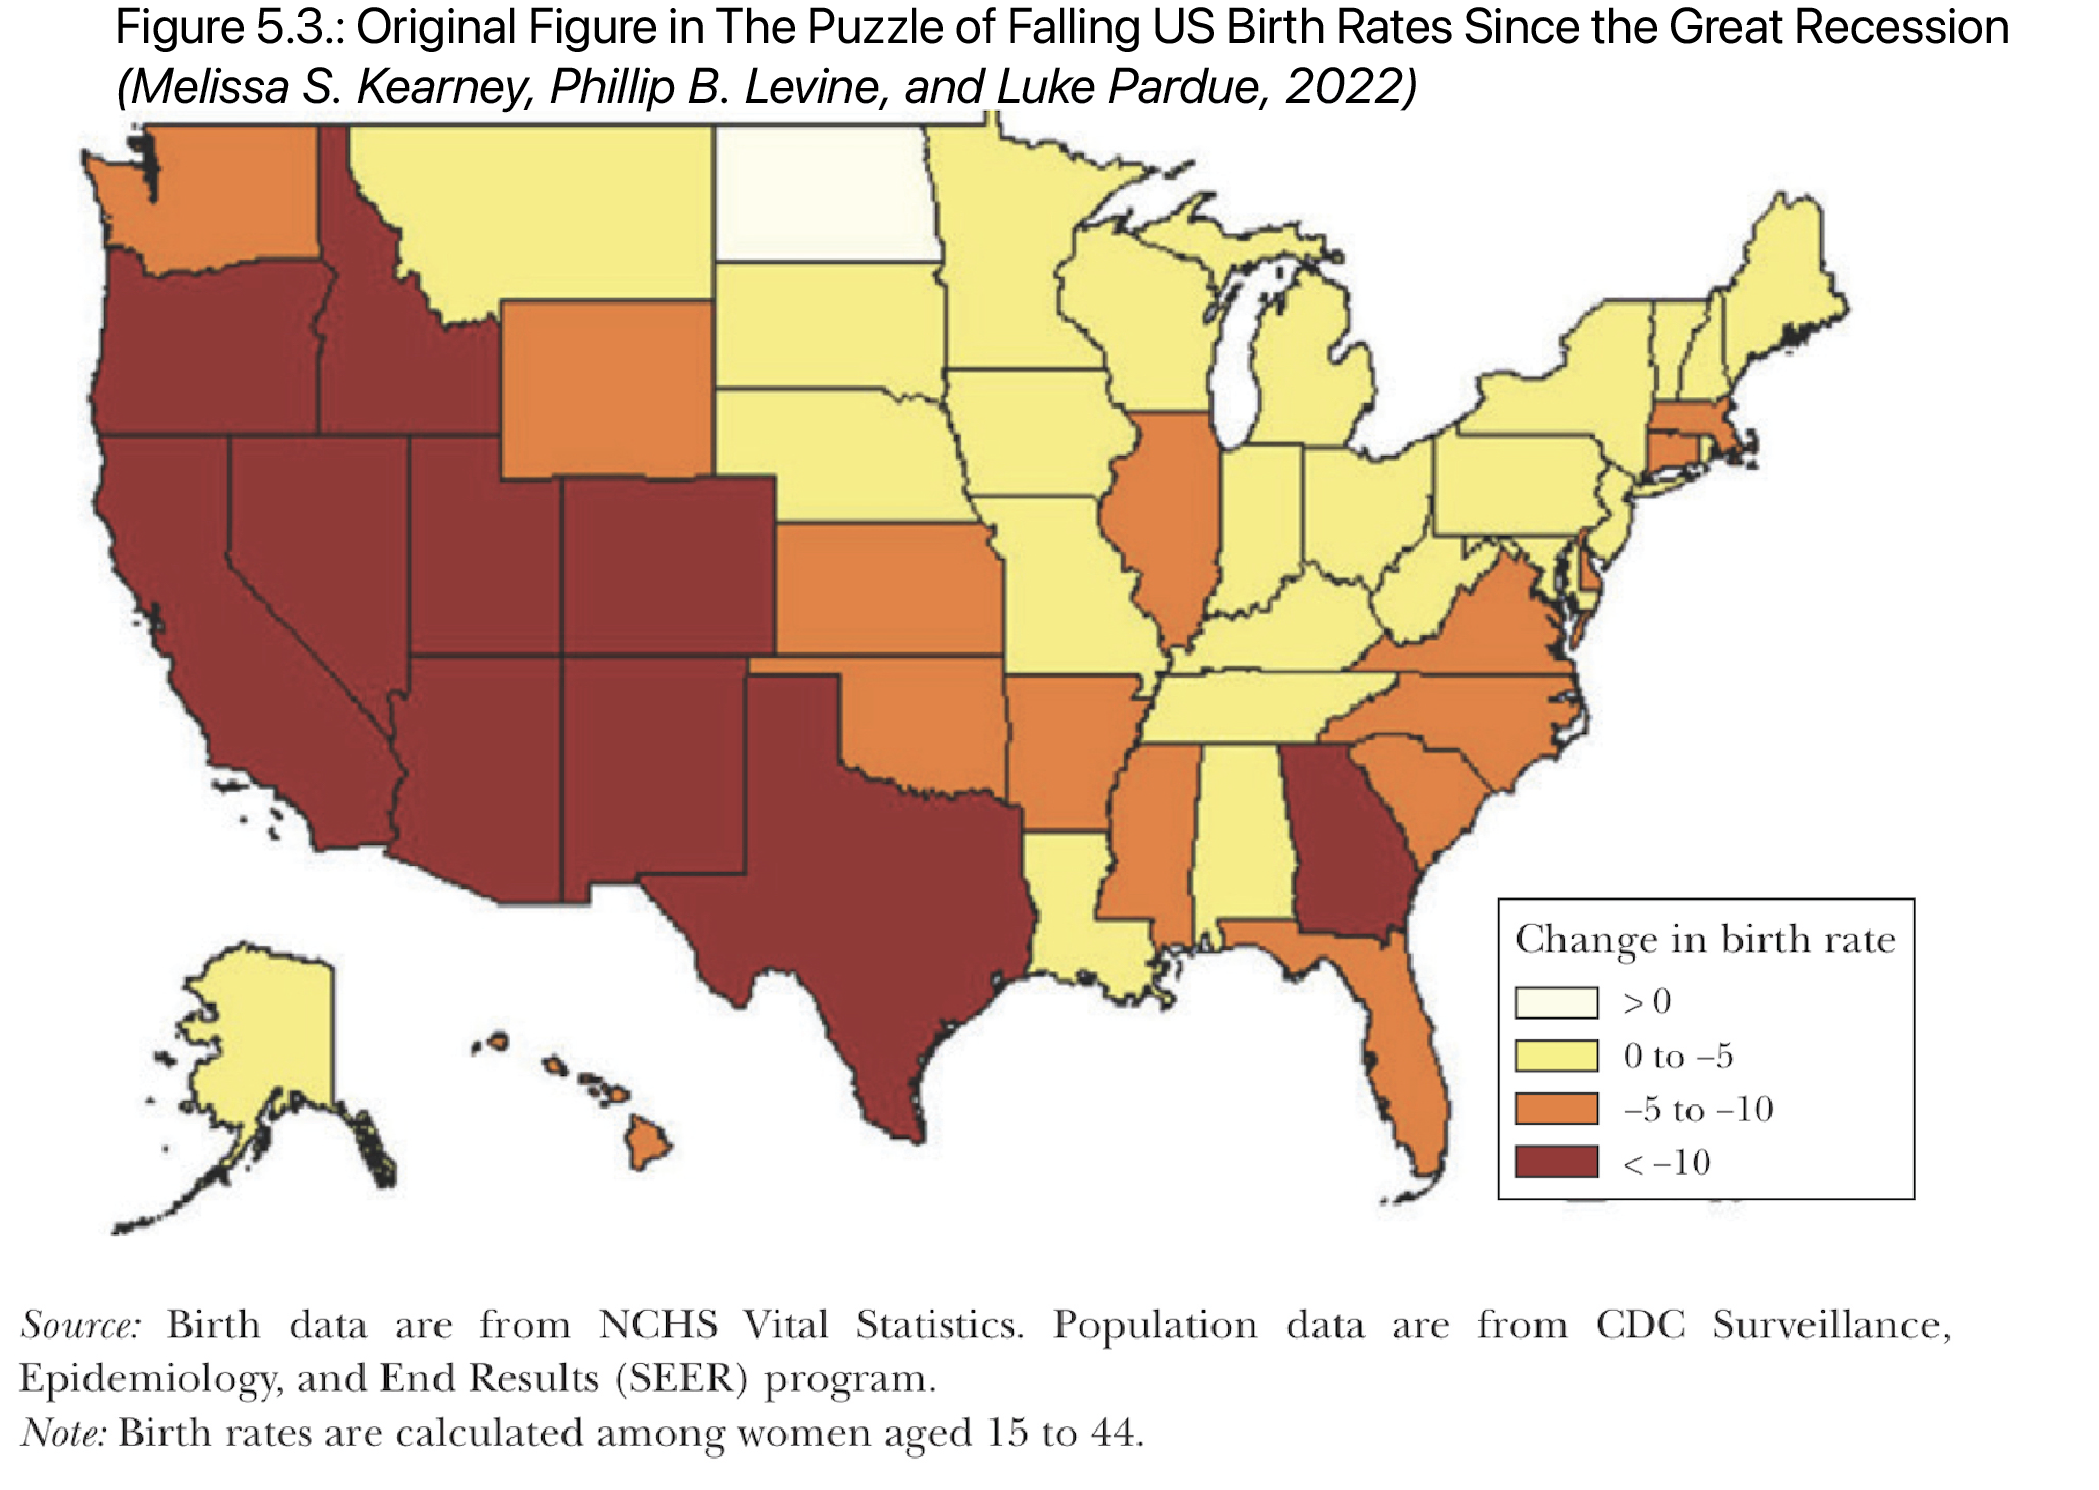 Figure 5.3.: Original Figure in The Puzzle of Falling US Birth Rates Since the Great Recession
(Melissa S. Kearney, Phillip B. Levine, and Luke Pardue, 2022)
Change in birth rate
> 0
0 to –5
–5 to –10
< –10
Source: Birth data are from NCHS Vital Statistics. Population data are from CDC Surveillance,
Epidemiology, and End Results (SEER) program.
Note: Birth rates are calculated among women aged 15 to 44.